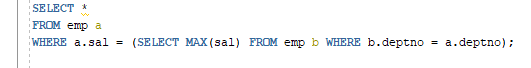 SELECT *
FROM emp a
WHERE a.sal = (SELECT MAX(sal) FROM emp b WHERE b.deptno = a.deptno);